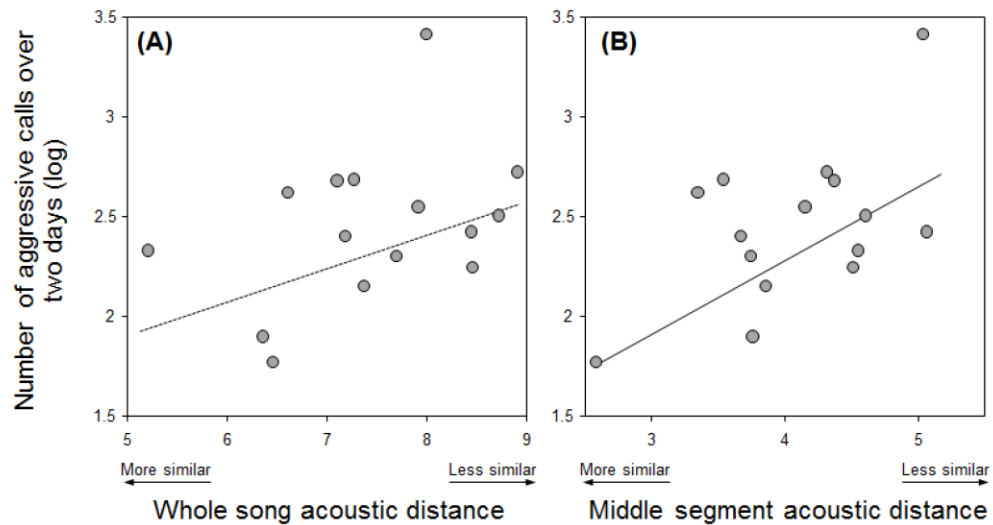 Number of aggressive calls over
two days (log)
(A)
3.5
3
2.5
2
1.5
5 6 7 8 9
More similar
Less similar
Whole song acoustic distance
(B)
3.5
3
2.5
2
1.5
3 4 5
More similar
Less similar
Middle segment acoustic distance